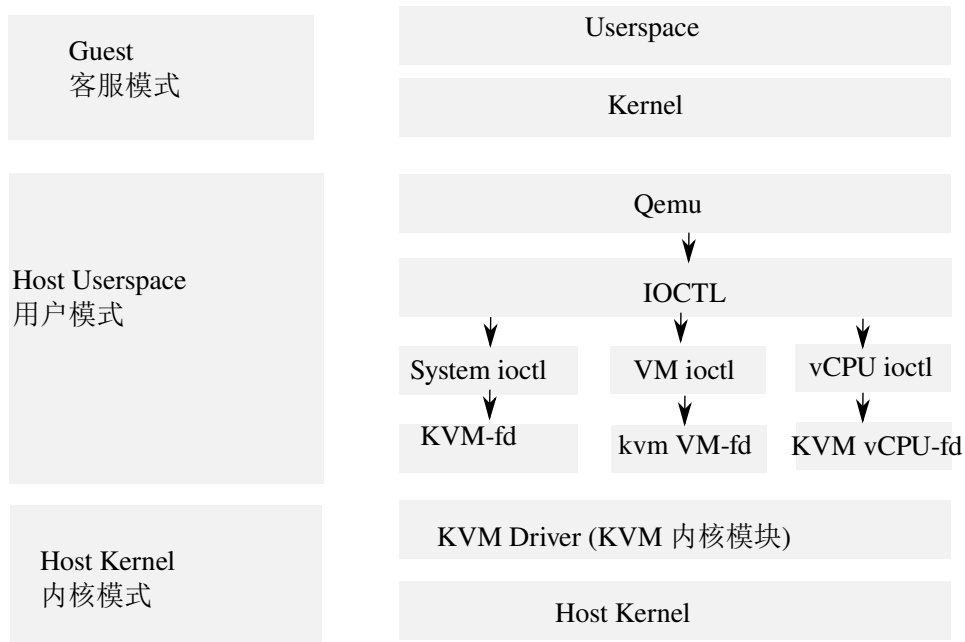 Guest
客服模式
Userspace
Kernel
Host Userspace
用户模式
Qemu
IOCTL
System ioctl
VM ioctl
vCPU ioctl
KVM-fd
kvm VM-fd
KVM vCPU-fd
Host Kernel
内核模式
KVM Driver (KVM 内核模块)
Host Kernel